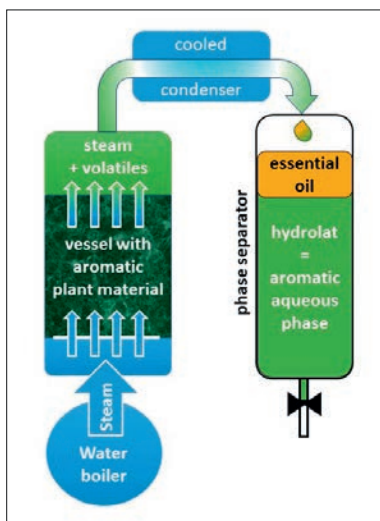 cooled
condenser
steam
+ volatiles
vessel with
aromatic
plant material
Steam
Water
boiler
phase separator
essential
oil
hydrolat
=
aromatic
aqueous
phase